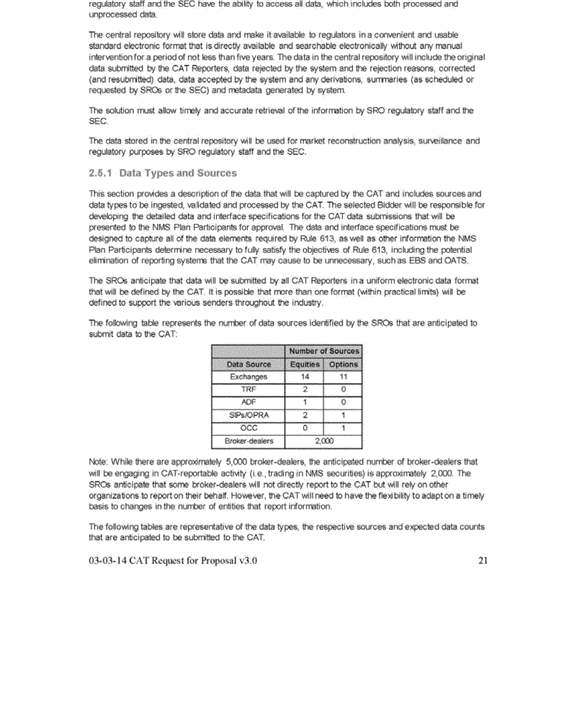 regulatory staff and the SEC have the ability to access all data, which includes both processed and
unprocessed data.
The central repository will store data and make it available to regulators in a convenient and usable
standard electronic format that is directly available and searchable electronically without any manual
intervention for a period of not less than five years. The data in the central repository will include the original
data submitted by the CAT Reporters, data rejected by the system and the rejection reasons, corrected
(and resubmitted) data, data accepted by the system and any derivations, summaries (as scheduled or
requested by SROs or the SEC) and metadata generated by system.
The solution must allow timely and accurate retrieval of the information by SRO regulatory staff and the
SEC.
The data stored in the central repository will be used for market reconstruction analysis, surveillance and
regulatory purposes by SRO regulatory staff and the SEC.
2.5.1 Data Types and Sources
This section provides a description of the data that will be captured by the CAT and includes sources and
data types to be ingested, validated and processed by the CAT. The selected Bidder will be responsible for
developing the detailed data and interface specifications for the CAT data submissions that will be
presented to the NMS Plan Participants for approval. The data and interface specifications must be
designed to capture all of the data elements required by Rule 613, as well as other information the NMS
Plan Participants determine necessary to fully satisfy the objectives of Rule 613, including the potential
elimination of reporting systems that the CAT may cause to be unnecessary, such as EBS and OATS.
The SROs anticipate that data will be submitted by all CAT Reporters in a uniform electronic data format
that will be defined by the CAT. It is possible that more than one format (within practical limits) will be
defined to support the various senders throughout the industry.
The following table represents the number of data sources identified by the SROs that are anticipated to
submit data to the CAT:
Number of Sources
Data Source Equities Options
Exchanges 14 11
TRF 2 0
ADF 1 0
SIPs/OPRA 2 1
OCC 0 1
Broker-dealers 2,000
Note: While there are approximately 5,000 broker-dealers, the anticipated number of broker-dealers that
will be engaging in CAT-reportable activity (i.e., trading in NMS securities) is approximately 2,000. The
SROs anticipate that some broker-dealers will not directly report to the CAT but will rely on other
organizations to report on their behalf. However, the CAT will need to have the flexibility to adapt on a timely
basis to changes in the number of entities that report information.
The following tables are representative of the data types, the respective sources and expected data counts
that are anticipated to be submitted to the CAT.
03-03-14 CAT Request for Proposal v3.0 21